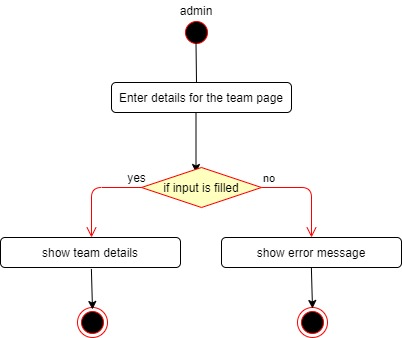 admin
Enter details for the team page
yes
if input is filled
no
show team details
show error message